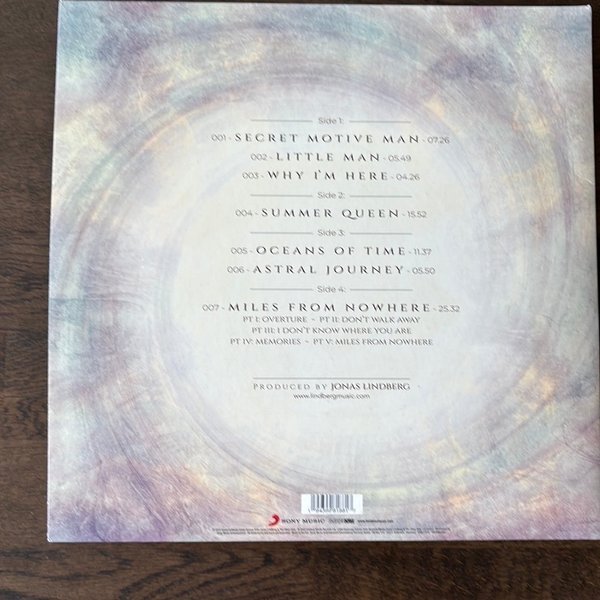 Side 1:
001 - SECRET MOTIVE MAN - 07.26
002 - LITTLE MAN - 05.49
003 - WHY I'M HERE - 04.26
Side 2:
004 - SUMMER QUEEN - 15.52
Side 3:
005 - OCEANS OF TIME - 11.37
006 - ASTRAL JOURNEY - 05.50
Side 4:
007 - MILES FROM NOWHERE - 25.32
PT I: OVERTURE ~ PT II: DON'T WALK AWAY
PT III: I DON'T KNOW WHERE YOU ARE
PT IV: MEMORIES ~ PT V: MILES FROM NOWHERE
PRODUCED BY JONAS LINDBERG
www.lindbergmusic.com
SONY MUSIC